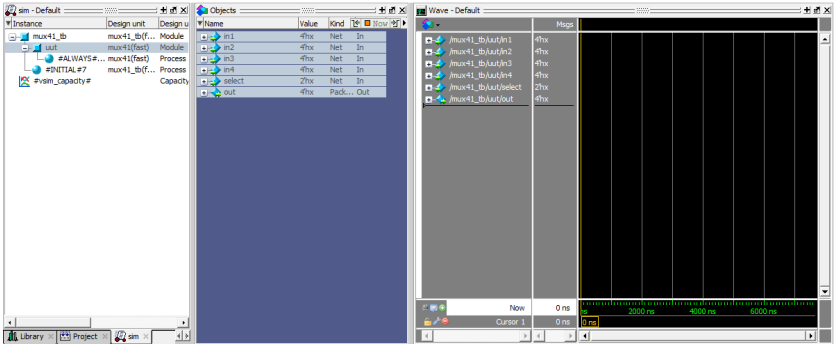 sim - Default
Instance Design unit Design u
mux41_tb mux41_tb(f... Module
uut mux41(fast) Module
#ALWAYS#... mux41(fast) Process
#INITIAL#7 mux41_tb(f... Process
#vsim_capacity# Capacity
Library Project sim
Objects
Name Value Kind Now
in1 4'hx Net In
in2 4'hx Net In
in3 4'hx Net In
in4 4'hx Net In
select 2'hx Net In
out 4'hx Pack... Out
Wave - Default
Msgs
/mux41_tb/uut/in1 4'hx
/mux41_tb/uut/in2 4'hx
/mux41_tb/uut/in3 4'hx
/mux41_tb/uut/in4 4'hx
/mux41_tb/uut/select 2'hx
/mux41_tb/uut/out 4'hx
Now 0 ns ns 2000 ns 4000 ns 6000 ns
Cursor 1 0 ns 0 ns